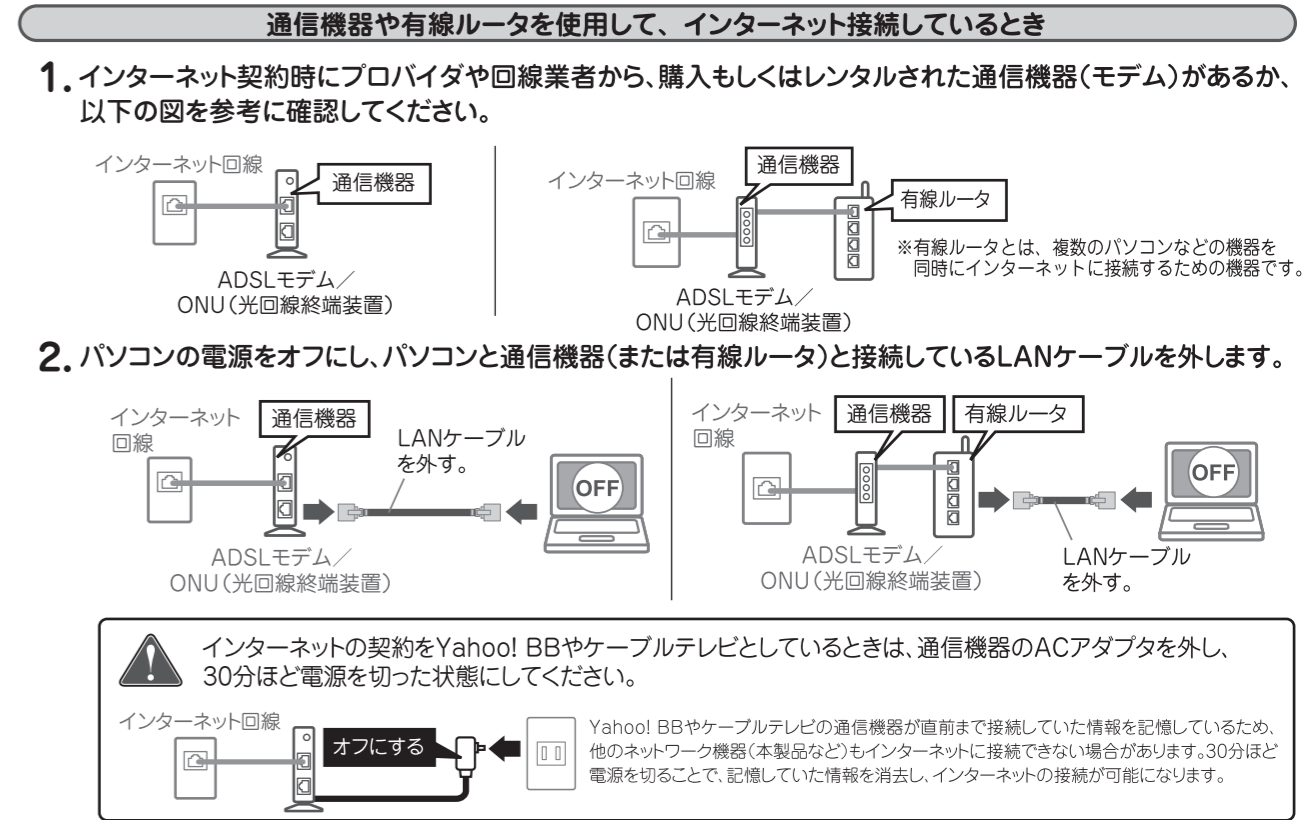 通信機器や有線ルータを使用して、インターネット接続しているとき
1. インターネット契約時にプロバイダや回線業者から、購入もしくはレンタルされた通信機器(モデム)があるか、
以下の図を参考に確認してください。
インターネット回線
通信機器
ADSLモデム/
ONU(光回線終端装置)
インターネット回線
通信機器
有線ルータ
※有線ルータとは、複数のパソコンなどの機器を
同時にインターネットに接続するための機器です。
ADSLモデム/
ONU(光回線終端装置)
2. パソコンの電源をオフにし、パソコンと通信機器(または有線ルータ)と接続しているLANケーブルを外します。
インターネット
回線
通信機器
LANケーブル
を外す。
OFF
ADSLモデム/
ONU(光回線終端装置)
インターネット
回線
通信機器
有線ルータ
OFF
ADSLモデム/
ONU(光回線終端装置)
LANケーブル
を外す。
インターネットの契約をYahoo! BBやケーブルテレビとしているときは、通信機器のACアダプタを外し、
30分ほど電源を切った状態にしてください。
インターネット回線
オフにする
Yahoo! BBやケーブルテレビの通信機器が直前まで接続していた情報を記憶しているため、
他のネットワーク機器(本製品など)もインターネットに接続できない場合があります。30分ほど
電源を切ることで、記憶していた情報を消去し、インターネットの接続が可能になります。